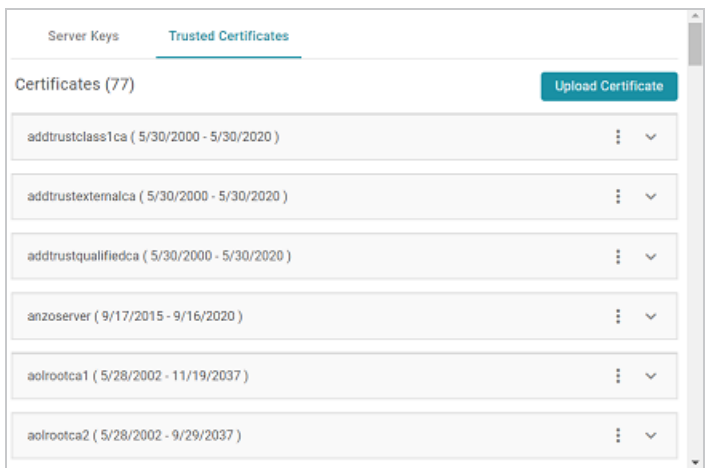 Server Keys Trusted Certificates
Certificates (77) Upload Certificate
addtrustclass1ca ( 5/30/2000 - 5/30/2020 )
addtrustexternalca ( 5/30/2000 - 5/30/2020 )
addtrustqualifiedca ( 5/30/2000 - 5/30/2020 )
anzoserver ( 9/17/2015 - 9/16/2020 )
aolrootca1 ( 5/28/2002 - 11/19/2037 )
aolrootca2 ( 5/28/2002 - 9/29/2037 )